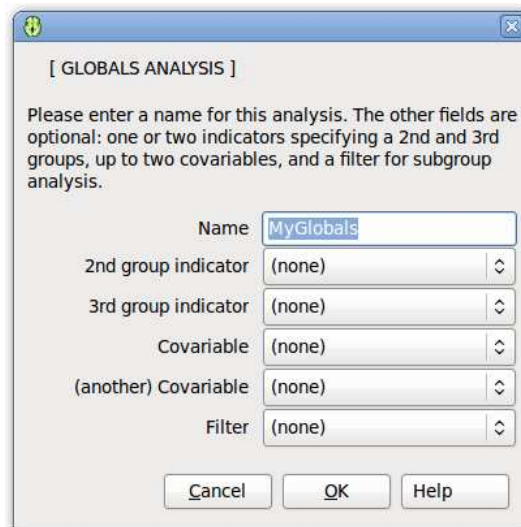 [ GLOBALS ANALYSIS ]
Please enter a name for this analysis. The other fields are
optional: one or two indicators specifying a 2nd and 3rd
groups, up to two covariables, and a filter for subgroup
analysis.
Name MyGlobals
2nd group indicator (none)
3rd group indicator (none)
Covariable (none)
(another) Covariable (none)
Filter (none)
Cancel OK Help